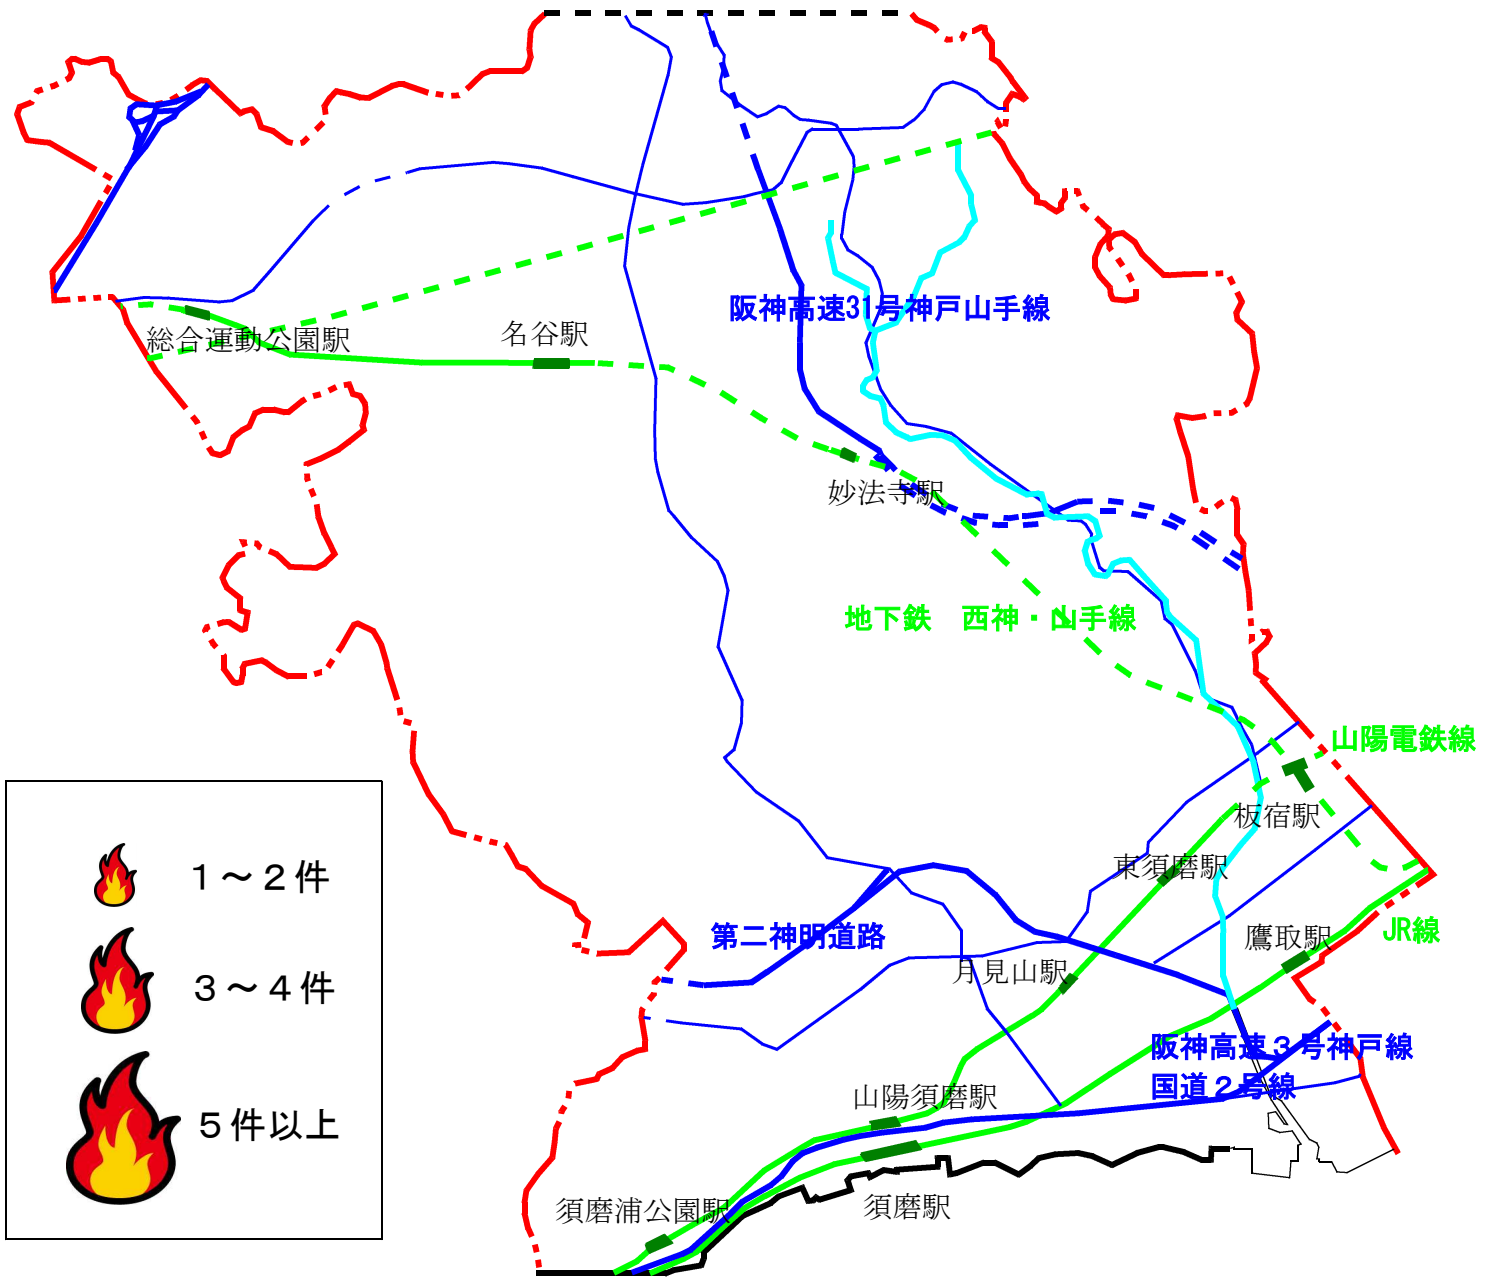 阪神高速31号神戸山手線
総合運動公園駅
名谷駅
妙法寺駅
地下鉄　西神・山手線
山陽電鉄線
板宿駅
東須磨駅
第二神明道路
鷹取駅
JR線
月見山駅
阪神高速３号神戸線
国道２号線
山陽須磨駅
須磨駅
須磨浦公園駅
１～２件
３～４件
５件以上